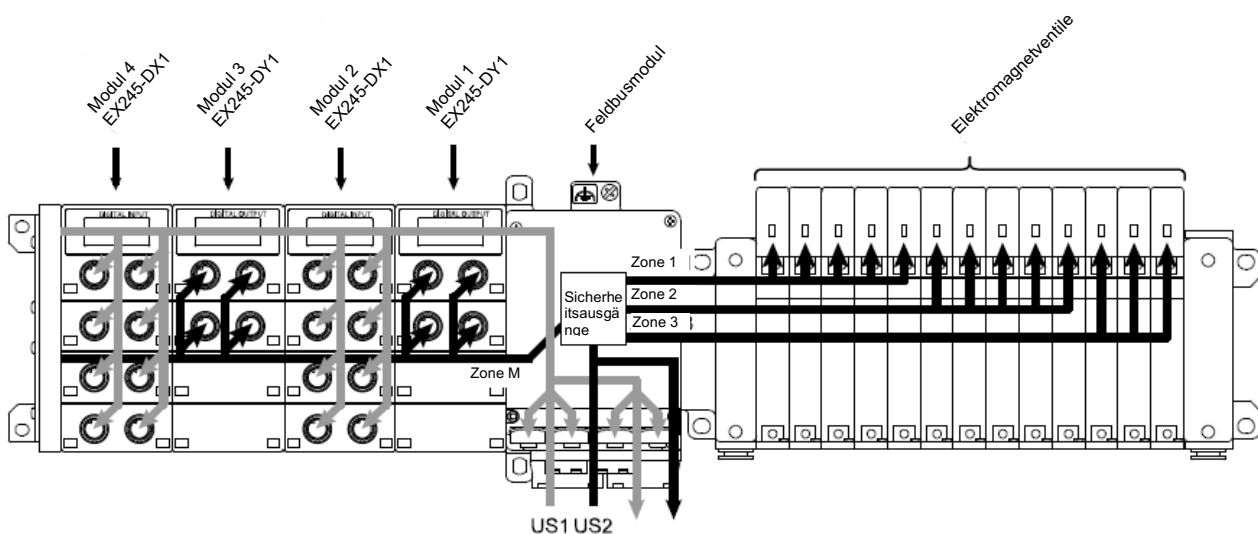 Modul 4
EX245-DX1
Modul 3
EX245-DY1
Modul 2
EX245-DX1
Modul 1
EX245-DY1
Feldbusmodul
Elektromagnetventile
DIGITAL INPUT
DIGITAL OUTPUT
DIGITAL INPUT
DIGITAL OUTPUT
Zone 1
Zone 2
Zone 3
Sicherhe
itsausgä
nge
Zone M
US1 US2